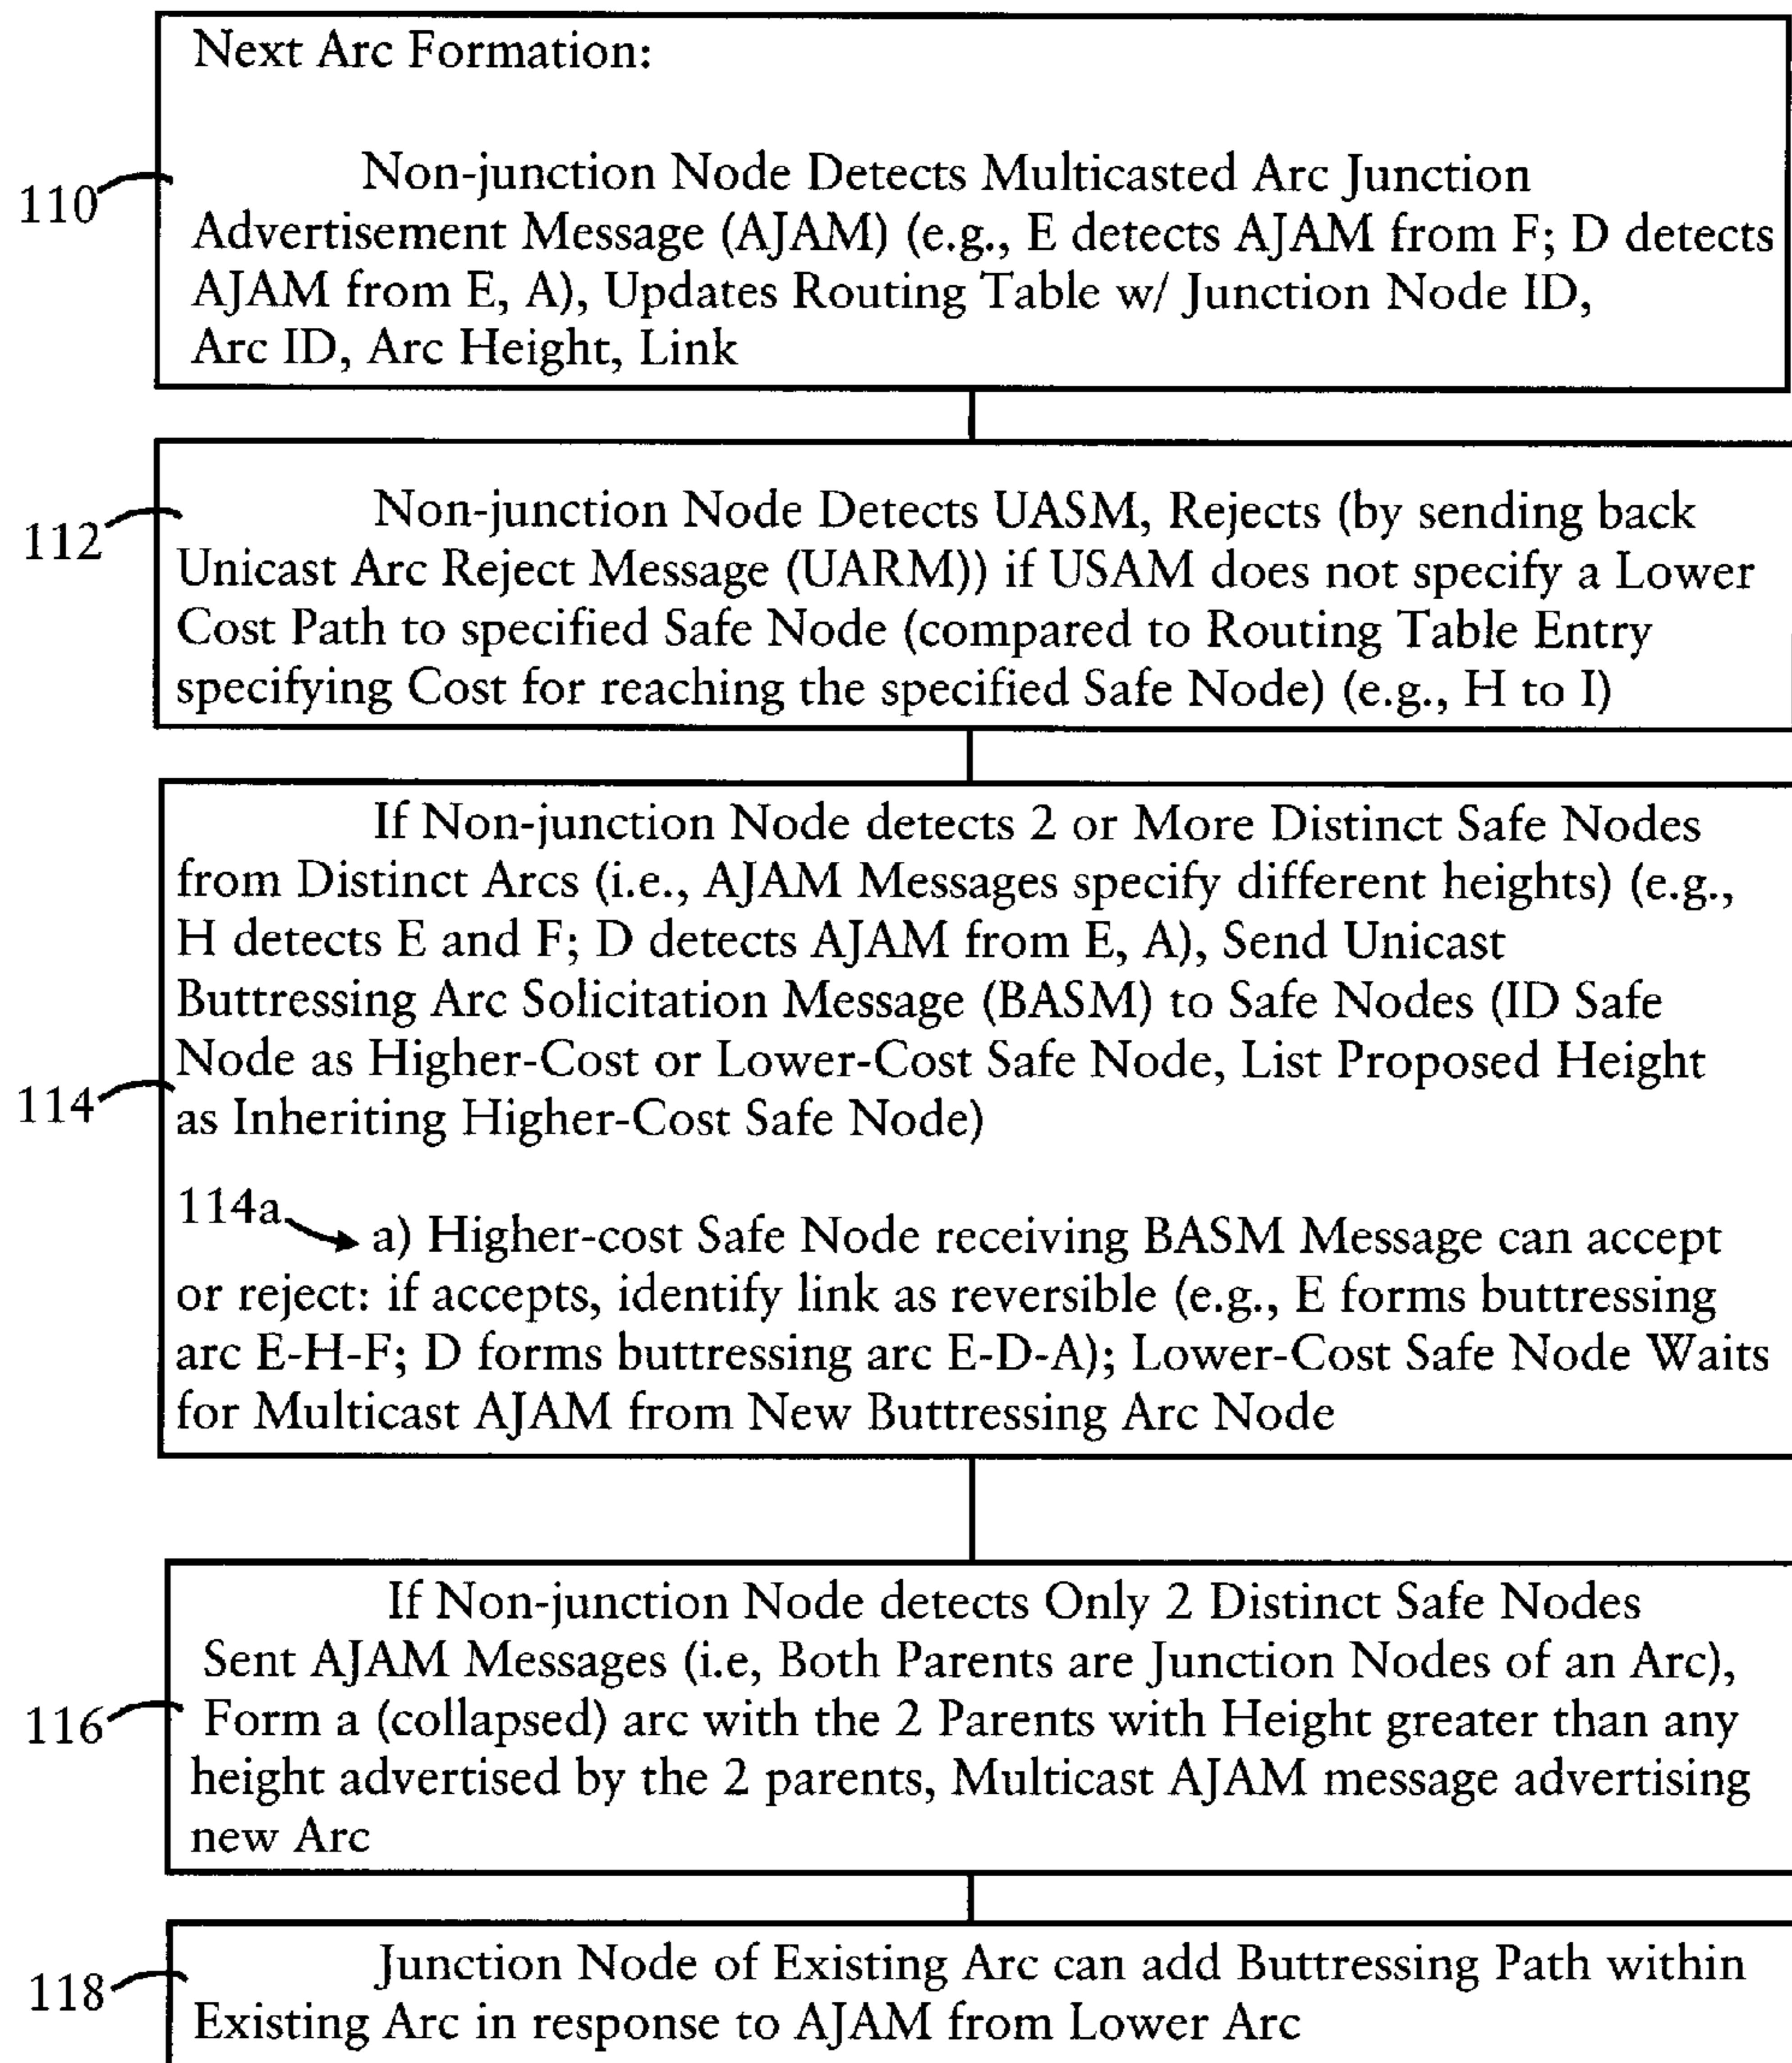 Next Arc Formation:
110
Non-junction Node Detects Multicasted Arc Junction
Advertisement Message (AJAM) (e.g., E detects AJAM from F; D detects
AJAM from E, A), Updates Routing Table w/ Junction Node ID,
Arc ID, Arc Height, Link
112
Non-junction Node Detects UASM, Rejects (by sending back
Unicast Arc Reject Message (UARM)) if USAM does not specify a Lower
Cost Path to specified Safe Node (compared to Routing Table Entry
specifying Cost for reaching the specified Safe Node) (e.g., H to I)
114
If Non-junction Node detects 2 or More Distinct Safe Nodes
from Distinct Arcs (i.e., AJAM Messages specify different heights) (e.g.,
H detects E and F; D detects AJAM from E, A), Send Unicast
Buttressing Arc Solicitation Message (BASM) to Safe Nodes (ID Safe
Node as Higher-Cost or Lower-Cost Safe Node, List Proposed Height
as Inheriting Higher-Cost Safe Node)
114a
a) Higher-cost Safe Node receiving BASM Message can accept
or reject: if accepts, identify link as reversible (e.g., E forms buttressing
arc E-H-F; D forms buttressing arc E-D-A); Lower-Cost Safe Node Waits
for Multicast AJAM from New Buttressing Arc Node
116
If Non-junction Node detects Only 2 Distinct Safe Nodes
Sent AJAM Messages (i.e, Both Parents are Junction Nodes of an Arc),
Form a (collapsed) arc with the 2 Parents with Height greater than any
height advertised by the 2 parents, Multicast AJAM message advertising
new Arc
118
Junction Node of Existing Arc can add Buttressing Path within
Existing Arc in response to AJAM from Lower Arc